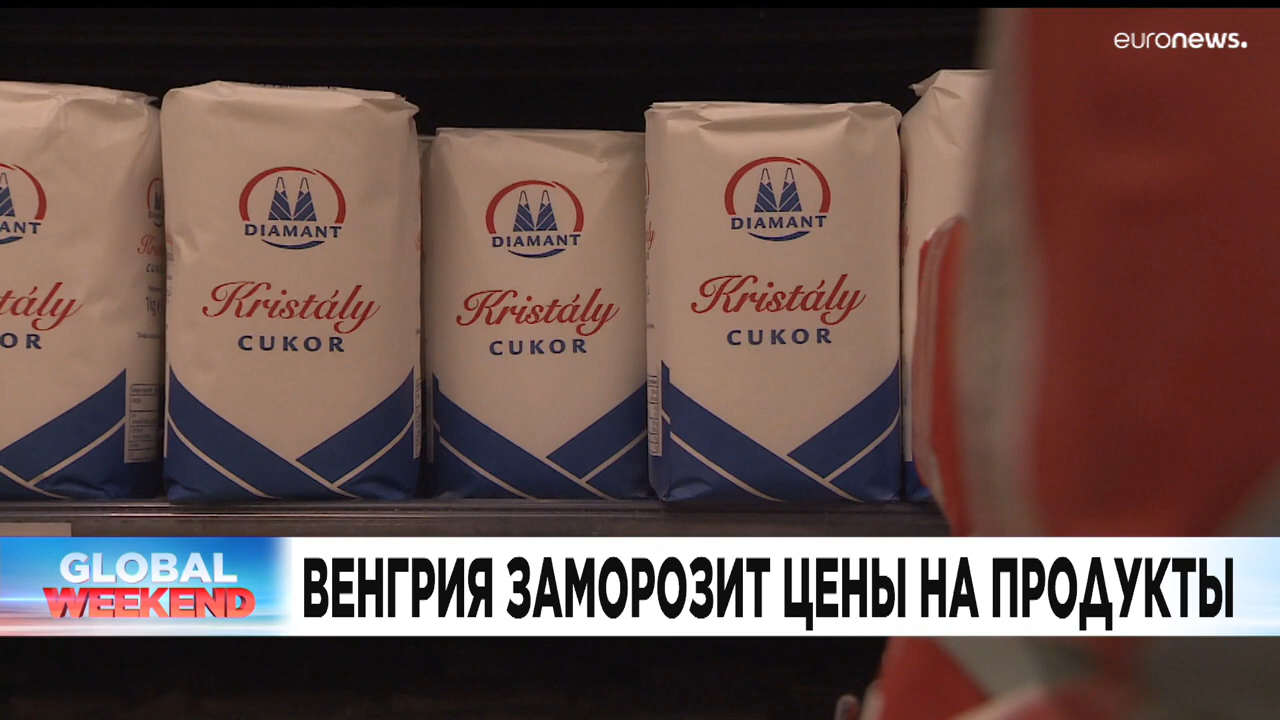 euronews.
DIAMANT
Kristály
CUKOR
DIAMANT
Kristály
CUKOR
DIAMANT
Kristály
CUKOR
GLOBAL
WEEKEND
ВЕНГРИЯ ЗАМОРОЗИТ ЦЕНЫ НА ПРОДУКТЫ